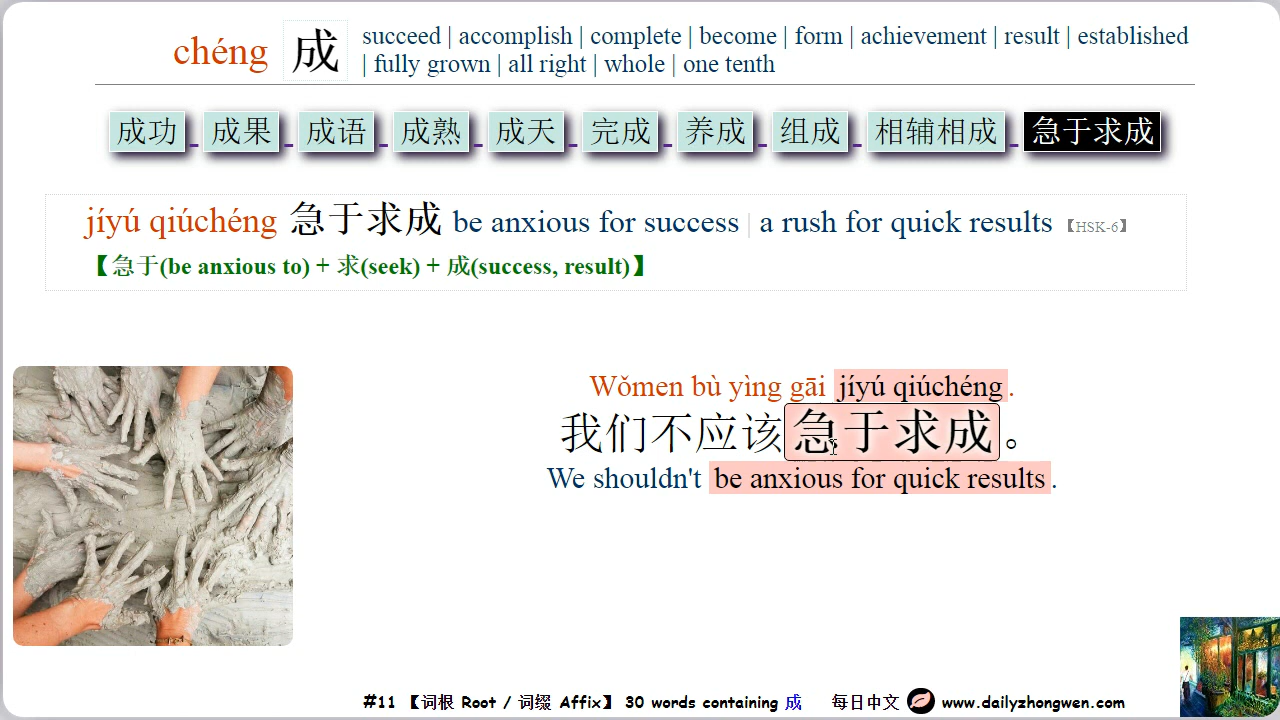 chéng 成 succeed | accomplish | complete | become | form | achievement | result | established
| fully grown | all right | whole | one tenth
成功 成果 成语 成熟 成天 完成 养成 组成 相辅相成 急于求成
jíyú qiúchéng 急于求成 be anxious for success | a rush for quick results 【HSK-6】
【急于(be anxious to) + 求(seek) + 成(success, result)】
Wǒmen bù yìng gāi jíyú qiúchéng.
我们不应该急于求成。
We shouldn't be anxious for quick results.
#11 【词根 Root / 词缀 Affix】 30 words containing 成 每日中文 www.dailyzhongwen.com